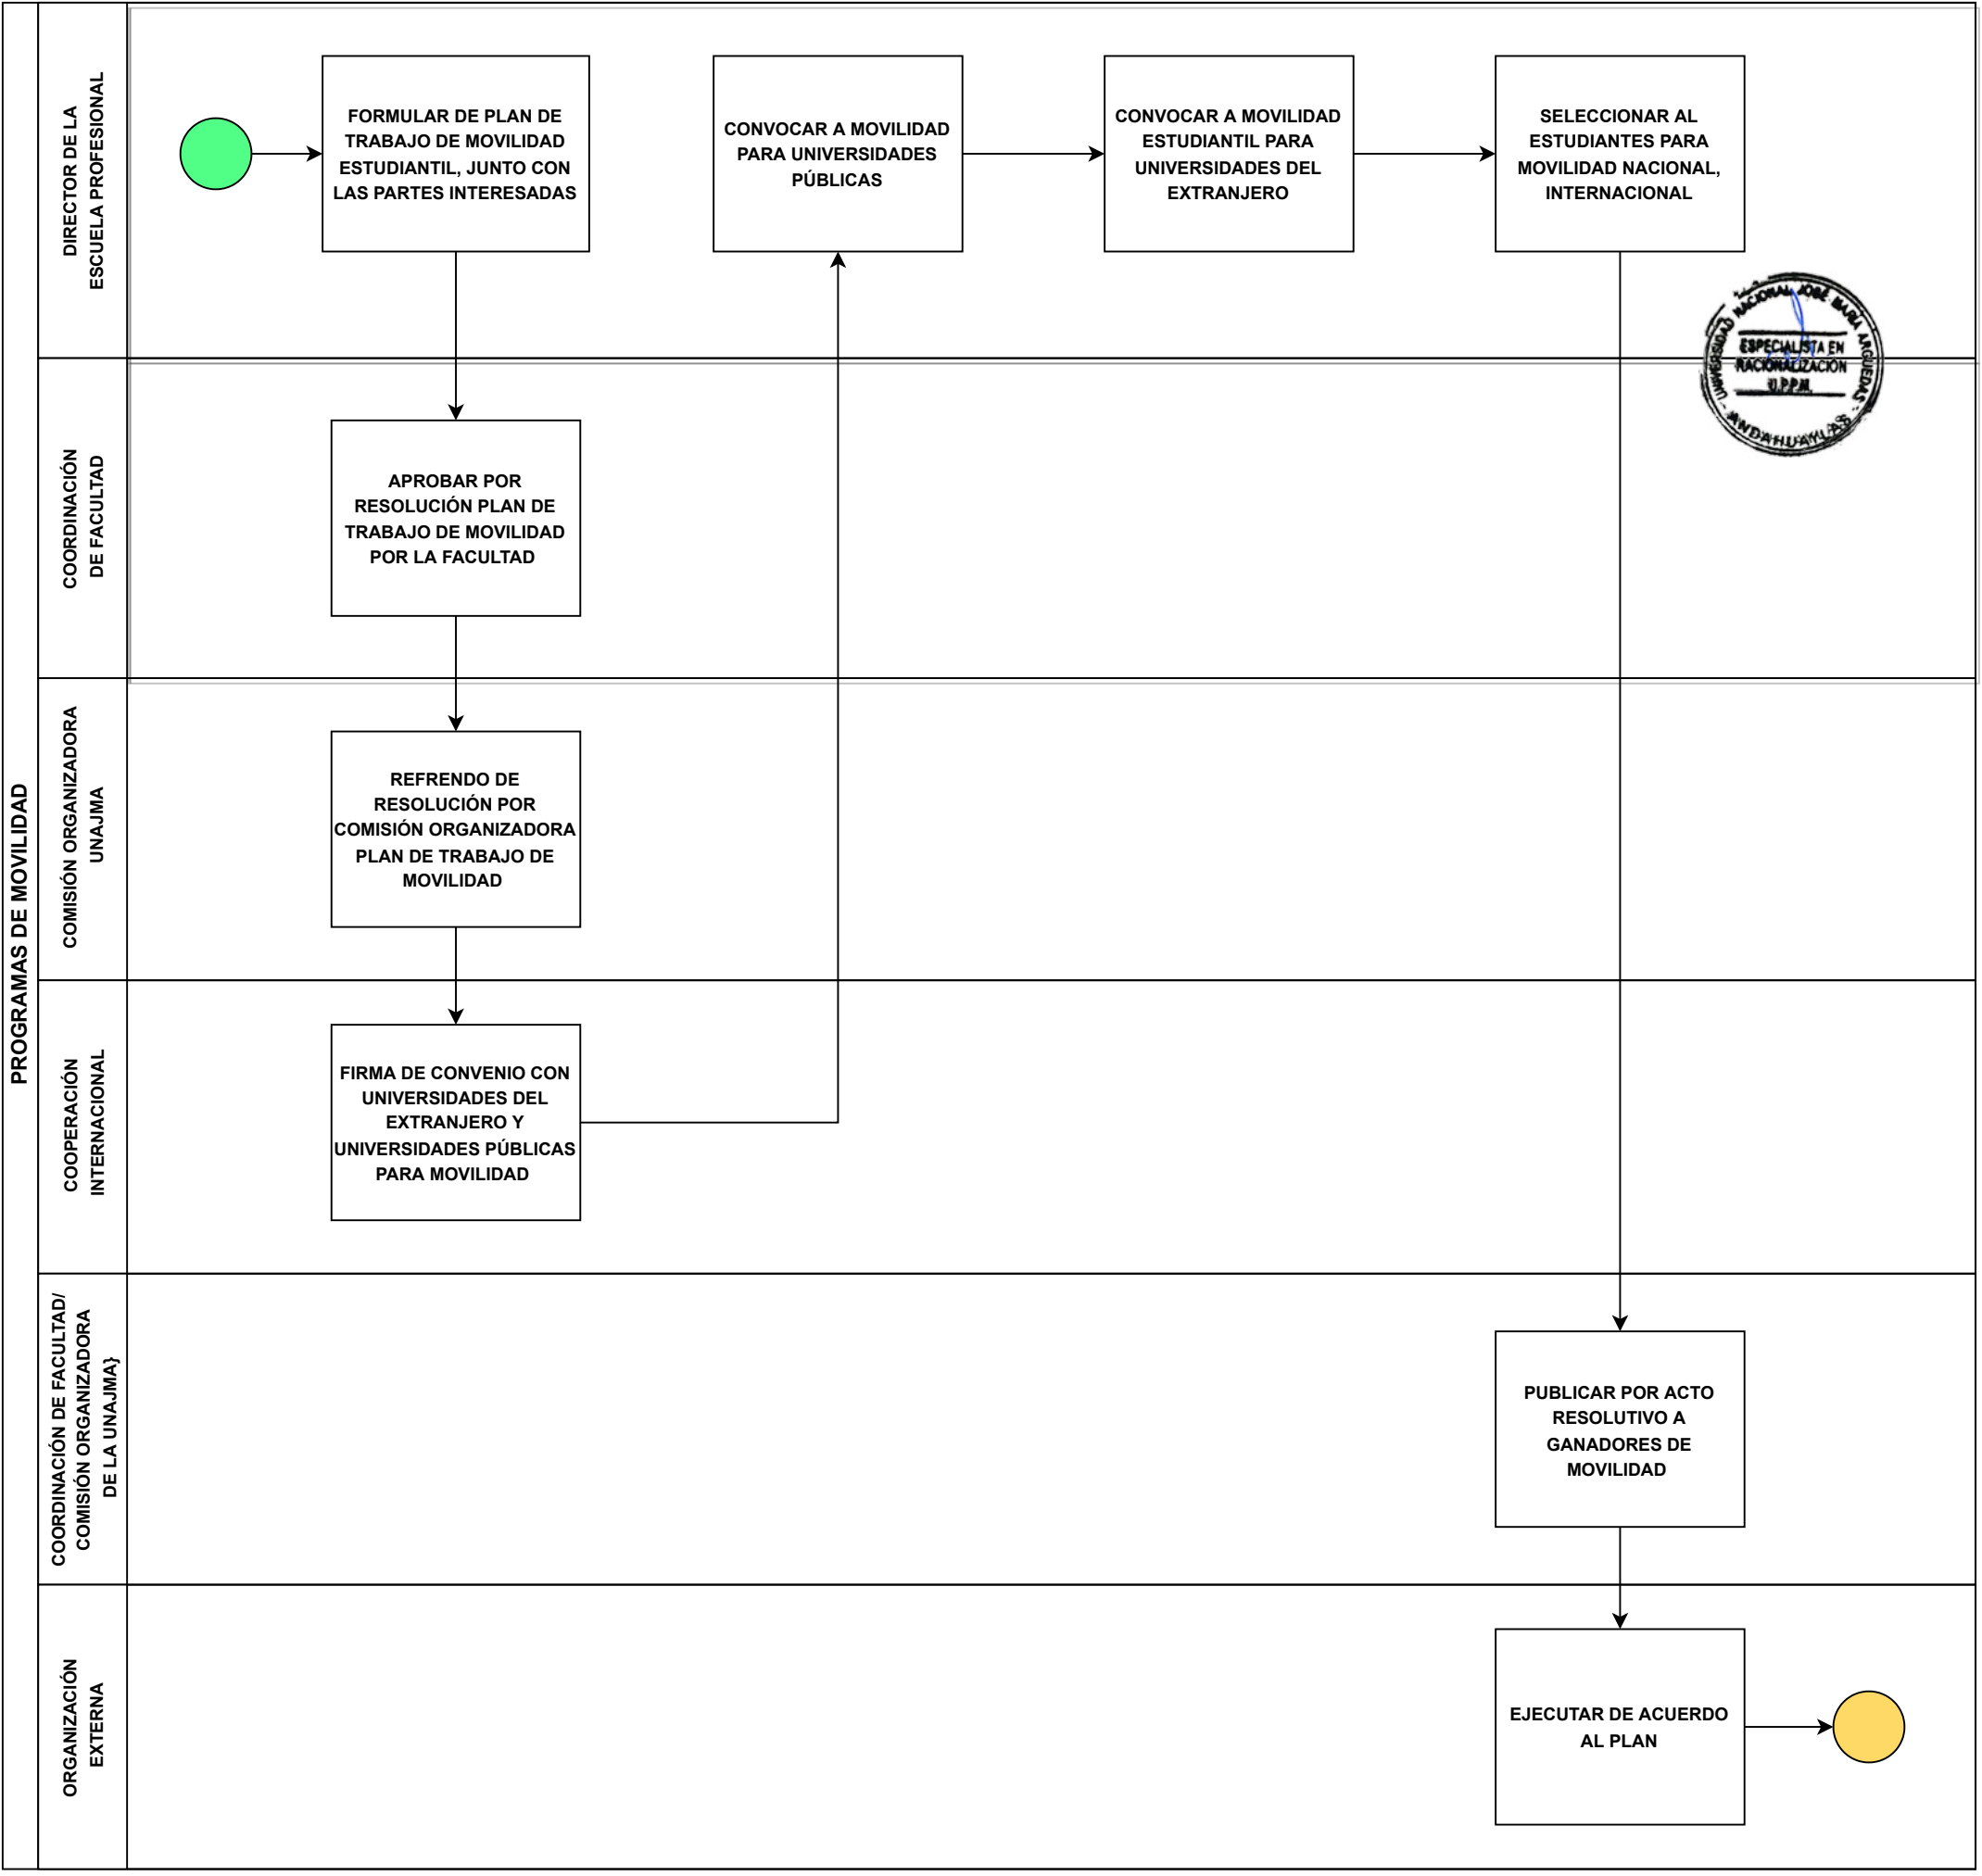 PROGRAMAS DE MOVILIDAD
DIRECTOR DE LA
ESCUELA PROFESIONAL
FORMULAR DE PLAN DE
TRABAJO DE MOVILIDAD
ESTUDIANTIL, JUNTO CON
LAS PARTES INTERESADAS
CONVOCAR A MOVILIDAD
PARA UNIVERSIDADES
PÚBLICAS
CONVOCAR A MOVILIDAD
ESTUDIANTIL PARA
UNIVERSIDADES DEL
EXTRANJERO
SELECCIONAR AL
ESTUDIANTES PARA
MOVILIDAD NACIONAL,
INTERNACIONAL
UNIVERSIDAD NACIONAL JOSÉ MARÍA ARGUEDAS
ESPECIALISTA EN
RACIONALIZACIÓN
U.P.P.M.
ANDAHUAYLAS
COORDINACIÓN
DE FACULTAD
APROBAR POR
RESOLUCIÓN PLAN DE
TRABAJO DE MOVILIDAD
POR LA FACULTAD
COMISIÓN ORGANIZADORA
UNAJMA
REFRENDO DE
RESOLUCIÓN POR
COMISIÓN ORGANIZADORA
PLAN DE TRABAJO DE
MOVILIDAD
COOPERACIÓN
INTERNACIONAL
FIRMA DE CONVENIO CON
UNIVERSIDADES DEL
EXTRANJERO Y
UNIVERSIDADES PÚBLICAS
PARA MOVILIDAD
COORDINACIÓN DE FACULTAD/
COMISIÓN ORGANIZADORA
DE LA UNAJMA}
PUBLICAR POR ACTO
RESOLUTIVO A
GANADORES DE
MOVILIDAD
ORGANIZACIÓN
EXTERNA
EJECUTAR DE ACUERDO
AL PLAN